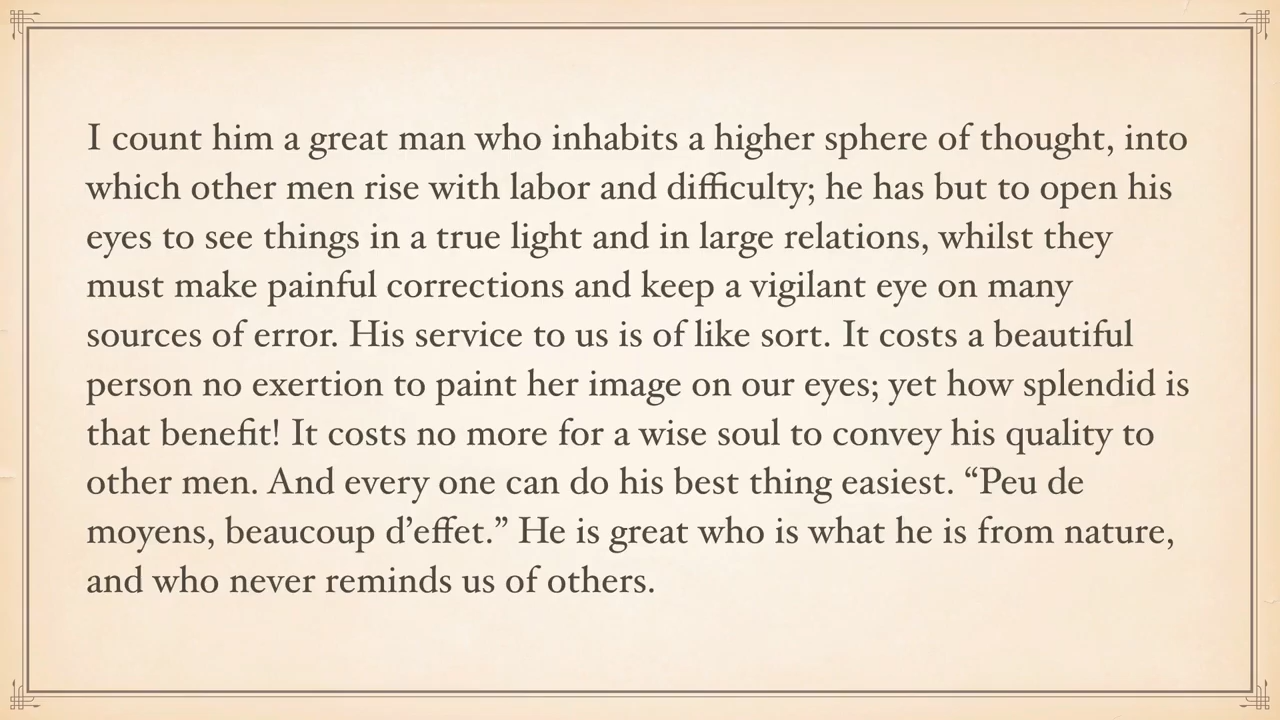 I count him a great man who inhabits a higher sphere of thought, into
which other men rise with labor and difficulty; he has but to open his
eyes to see things in a true light and in large relations, whilst they
must make painful corrections and keep a vigilant eye on many
sources of error. His service to us is of like sort. It costs a beautiful
person no exertion to paint her image on our eyes; yet how splendid is
that benefit! It costs no more for a wise soul to convey his quality to
other men. And every one can do his best thing easiest. “Peu de
moyens, beaucoup d’effet.” He is great who is what he is from nature,
and who never reminds us of others.